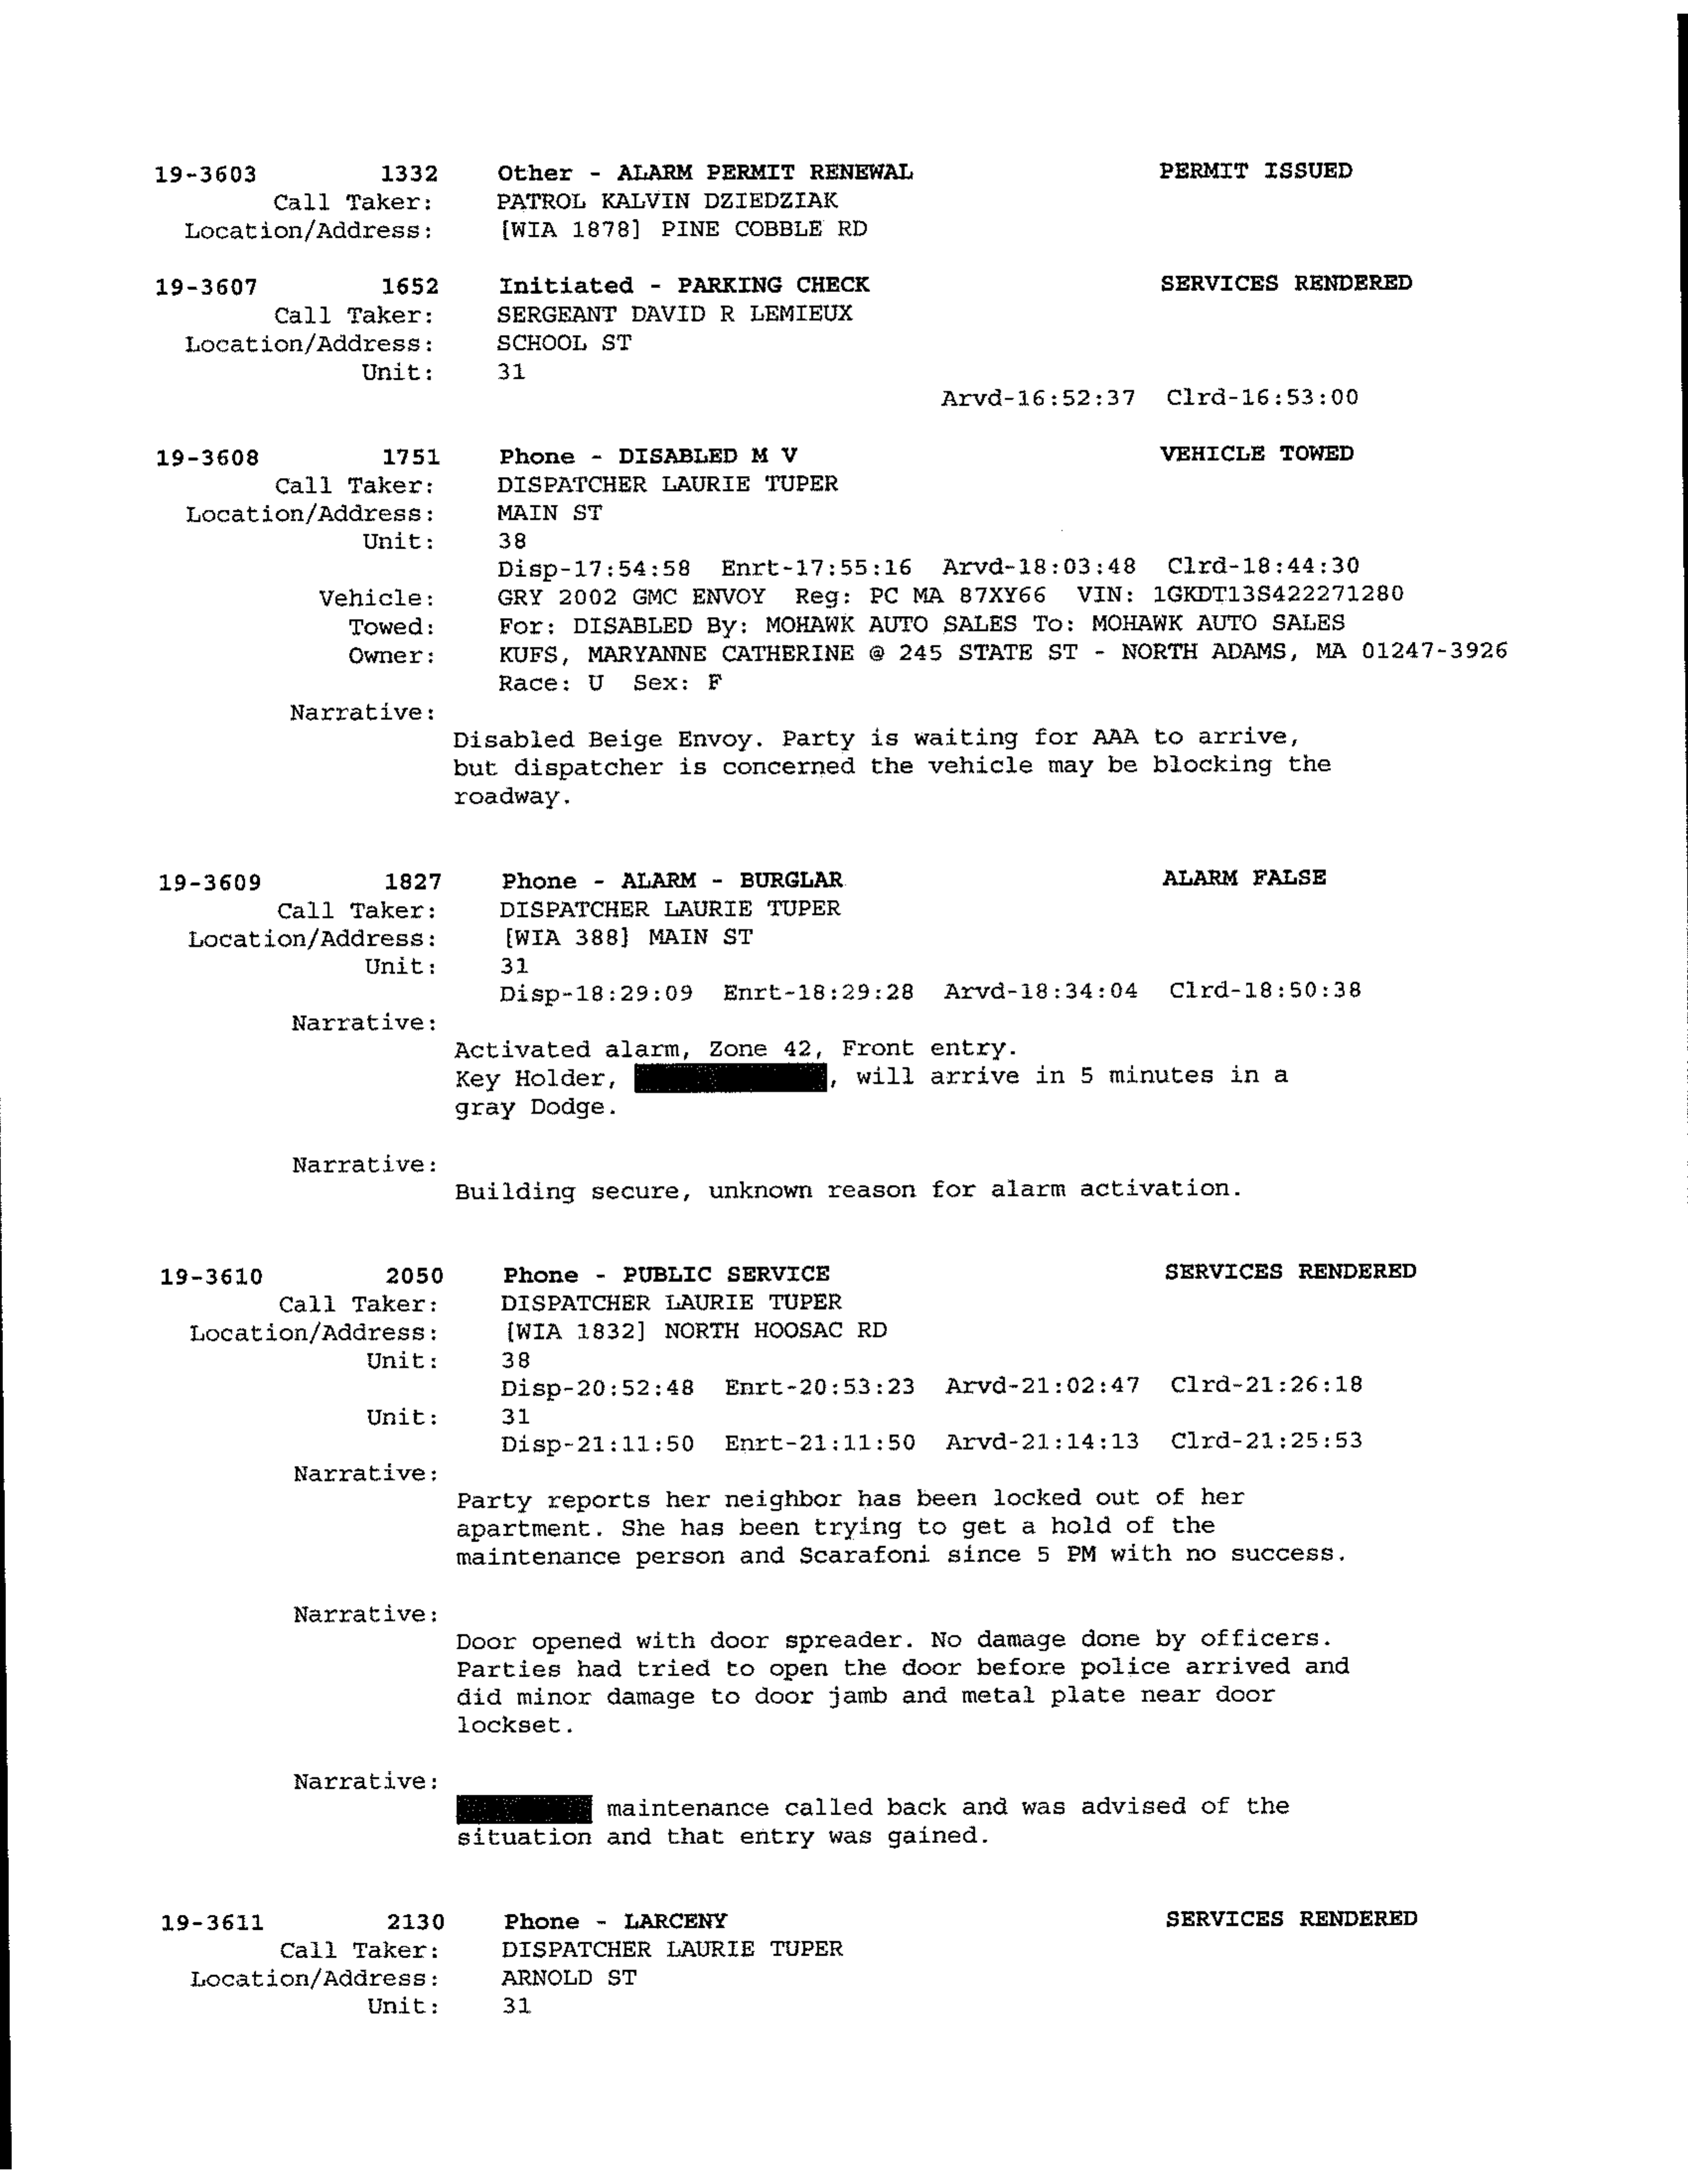 19-3603 1332 Other - ALARM PERMIT RENEWAL PERMIT ISSUED
Call Taker: PATROL KALVIN DZIEDZIAK
Location/Address: [WIA 1878] PINE COBBLE RD
19-3607 1652 Initiated - PARKING CHECK SERVICES RENDERED
Call Taker: SERGEANT DAVID R LEMIEUX
Location/Address: SCHOOL ST
Unit: 31
Arvd-16:52:37 Clrd-16:53:00
19-3608 1751 Phone - DISABLED M V VEHICLE TOWED
Call Taker: DISPATCHER LAURIE TUPER
Location/Address: MAIN ST
Unit: 38
Disp-17:54:58 Enrt-17:55:16 Arvd-18:03:48 Clrd-18:44:30
Vehicle: GRY 2002 GMC ENVOY Reg: PC MA 87XY66 VIN: 1GKDT13S422271280
Towed: For: DISABLED By: MOHAWK AUTO SALES To: MOHAWK AUTO SALES
Owner: KUFS, MARYANNE CATHERINE @ 245 STATE ST - NORTH ADAMS, MA 01247-3926
Race: U Sex: F
Narrative:
Disabled Beige Envoy. Party is waiting for AAA to arrive,
but dispatcher is concerned the vehicle may be blocking the
roadway.
19-3609 1827 Phone - ALARM - BURGLAR ALARM FALSE
Call Taker: DISPATCHER LAURIE TUPER
Location/Address: [WIA 388] MAIN ST
Unit: 31
Disp-18:29:09 Enrt-18:29:28 Arvd-18:34:04 Clrd-18:50:38
Narrative:
Activated alarm, Zone 42, Front entry.
Key Holder, , will arrive in 5 minutes in a
gray Dodge.
Narrative:
Building secure, unknown reason for alarm activation.
19-3610 2050 Phone - PUBLIC SERVICE SERVICES RENDERED
Call Taker: DISPATCHER LAURIE TUPER
Location/Address: [WIA 1832] NORTH HOOSAC RD
Unit: 38
Disp-20:52:48 Enrt-20:53:23 Arvd-21:02:47 Clrd-21:26:18
Unit: 31
Disp-21:11:50 Enrt-21:11:50 Arvd-21:14:13 Clrd-21:25:53
Narrative:
Party reports her neighbor has been locked out of her
apartment. She has been trying to get a hold of the
maintenance person and Scarafoni since 5 PM with no success.
Narrative:
Door opened with door spreader. No damage done by officers.
Parties had tried to open the door before police arrived and
did minor damage to door jamb and metal plate near door
lockset.
Narrative:
maintenance called back and was advised of the
situation and that entry was gained.
19-3611 2130 Phone - LARCENY SERVICES RENDERED
Call Taker: DISPATCHER LAURIE TUPER
Location/Address: ARNOLD ST
Unit: 31